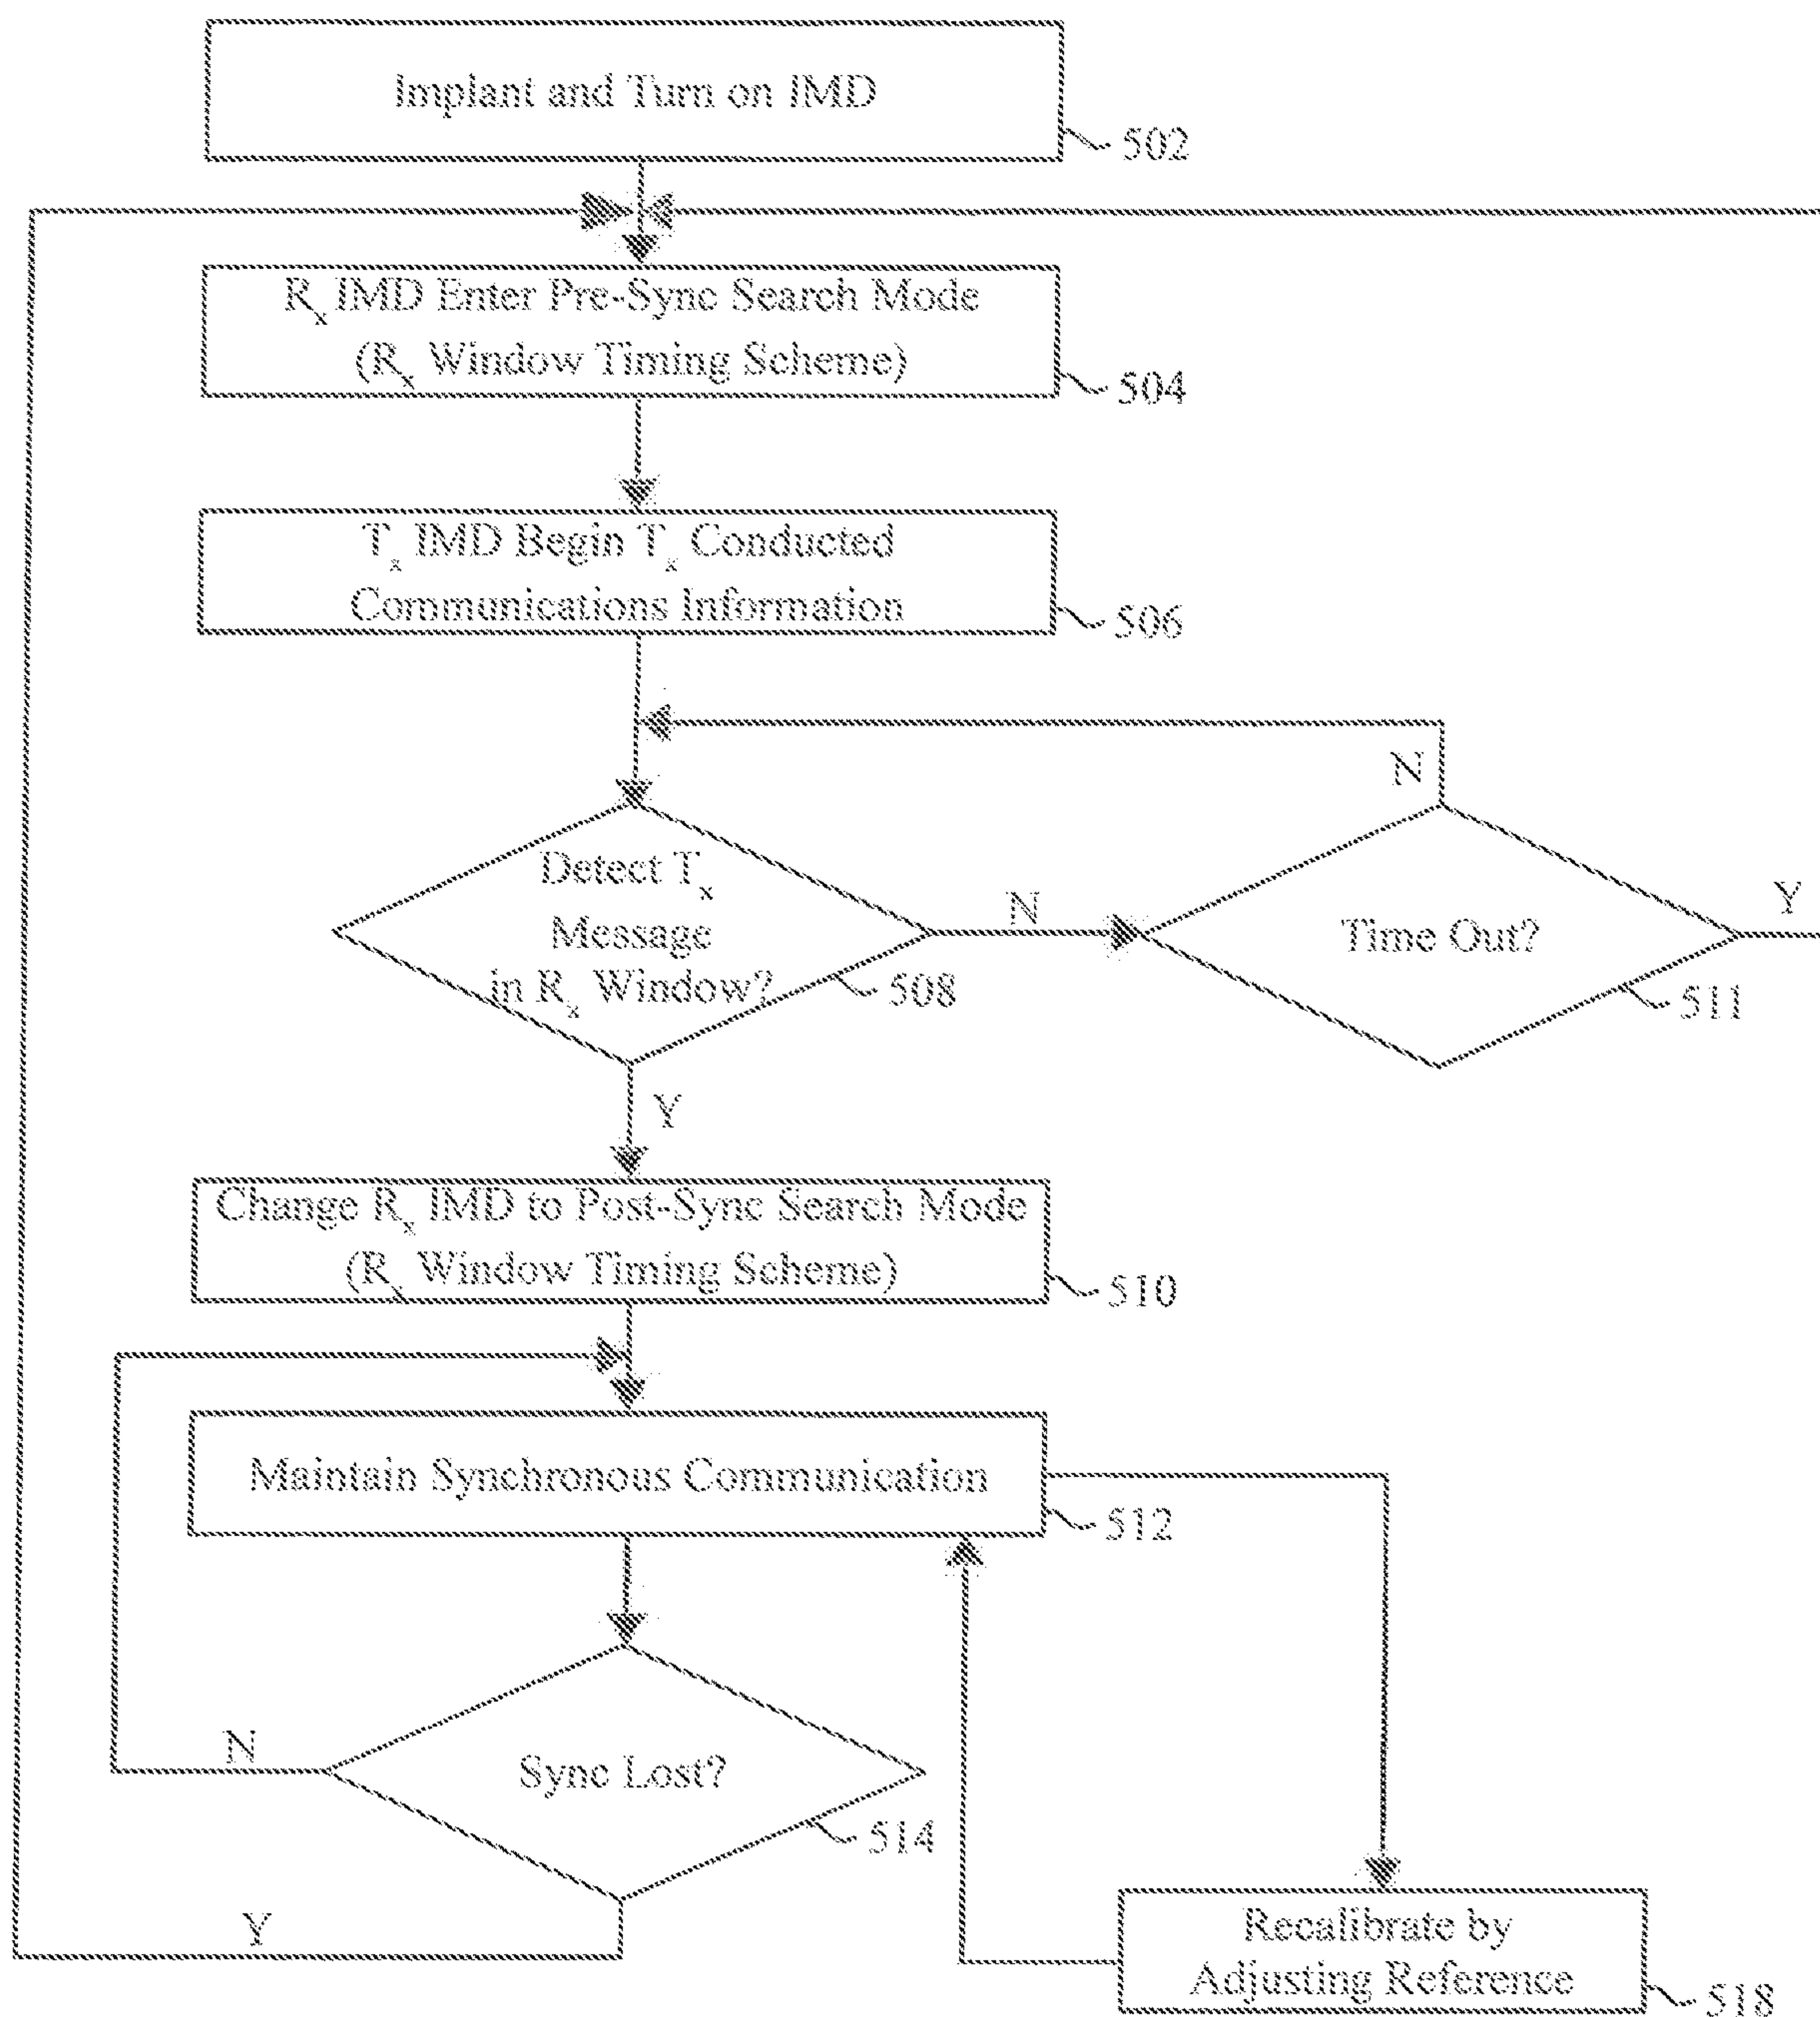 Implant and Turn on IMD
502
Rx IMD Enter Pre-Sync Search Mode
(Rx Window Timing Scheme)
504
Tx IMD Begin Tx Conducted
Communications Information
506
N
Detect Tx
Message
in Rx Window?
508
N
Time Out?
511
Y
Y
Change Rx IMD to Post-Sync Search Mode
(Rx Window Timing Scheme)
510
Maintain Synchronous Communication
512
N
Sync Lost?
514
Y
Recalibrate by
Adjusting Reference
518